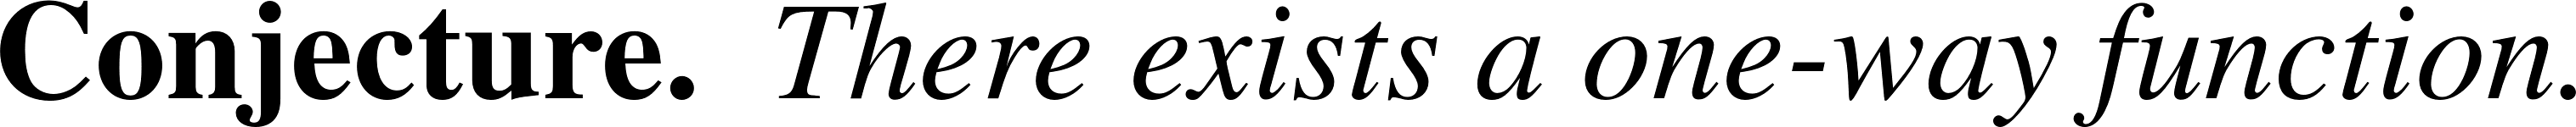 Conjecture. There exists a one-way function.